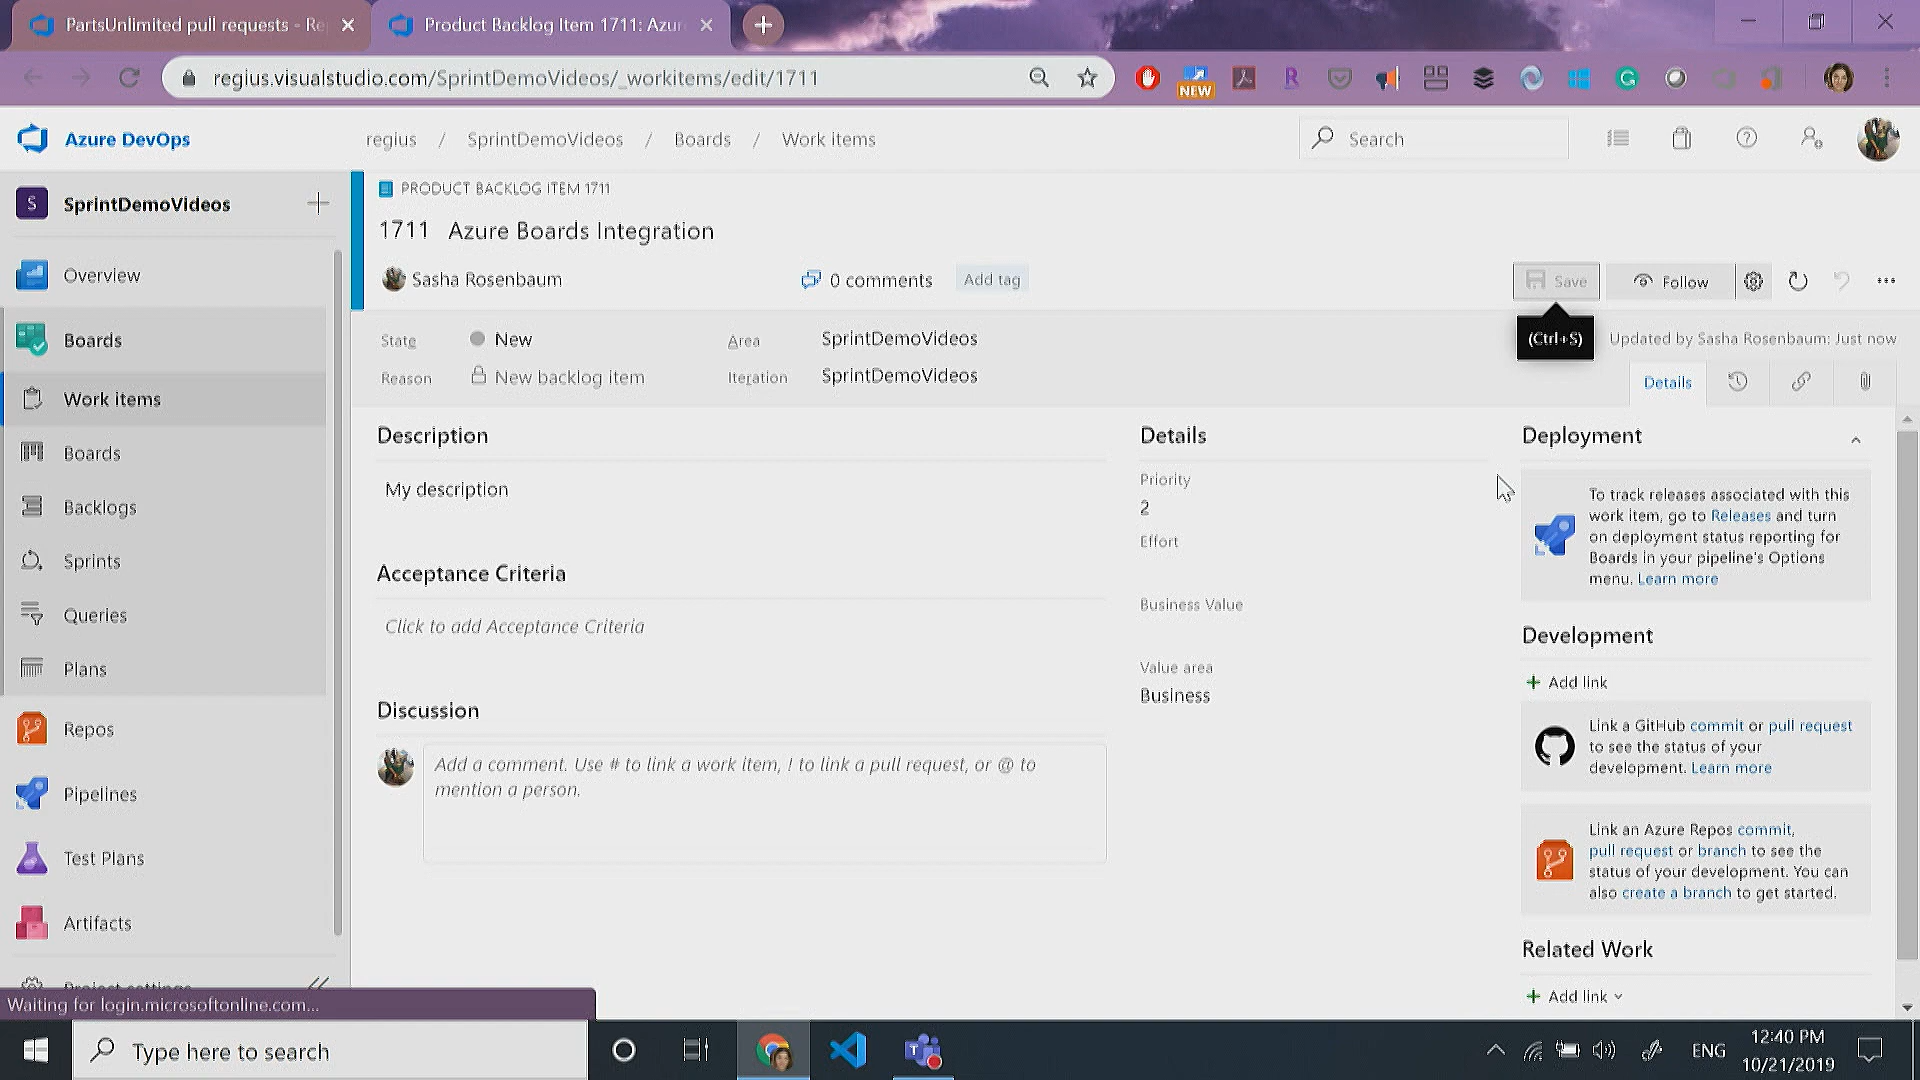 PartsUnlimited pull requests - Re
Product Backlog Item 1711: Azur
regius.visualstudio.com/SprintDemoVideos/_workitems/edit/1711
NEW
Azure DevOps
regius / SprintDemoVideos / Boards / Work items
Search
S SprintDemoVideos
Overview
Boards
Work items
Boards
Backlogs
Sprints
Queries
Plans
Repos
Pipelines
Test Plans
Artifacts
Project settings
Waiting for login.microsoftonline.com...
PRODUCT BACKLOG ITEM 1711
1711 Azure Boards Integration
Sasha Rosenbaum
0 comments
Add tag
Save
Follow
(Ctrl+S)
Updated by Sasha Rosenbaum: Just now
State New
Area SprintDemoVideos
Reason New backlog item
Iteration SprintDemoVideos
Details
Description
My description
Acceptance Criteria
Click to add Acceptance Criteria
Discussion
Add a comment. Use # to link a work item, ! to link a pull request, or @ to
mention a person.
Details
Priority
2
Effort
Business Value
Value area
Business
Deployment
To track releases associated with this
work item, go to Releases and turn
on deployment status reporting for
Boards in your pipeline's Options
menu. Learn more
Development
+ Add link
Link a GitHub commit or pull request
to see the status of your
development. Learn more
Link an Azure Repos commit,
pull request or branch to see the
status of your development. You can
also create a branch to get started.
Related Work
+ Add link
Type here to search
ENG
12:40 PM
10/21/2019